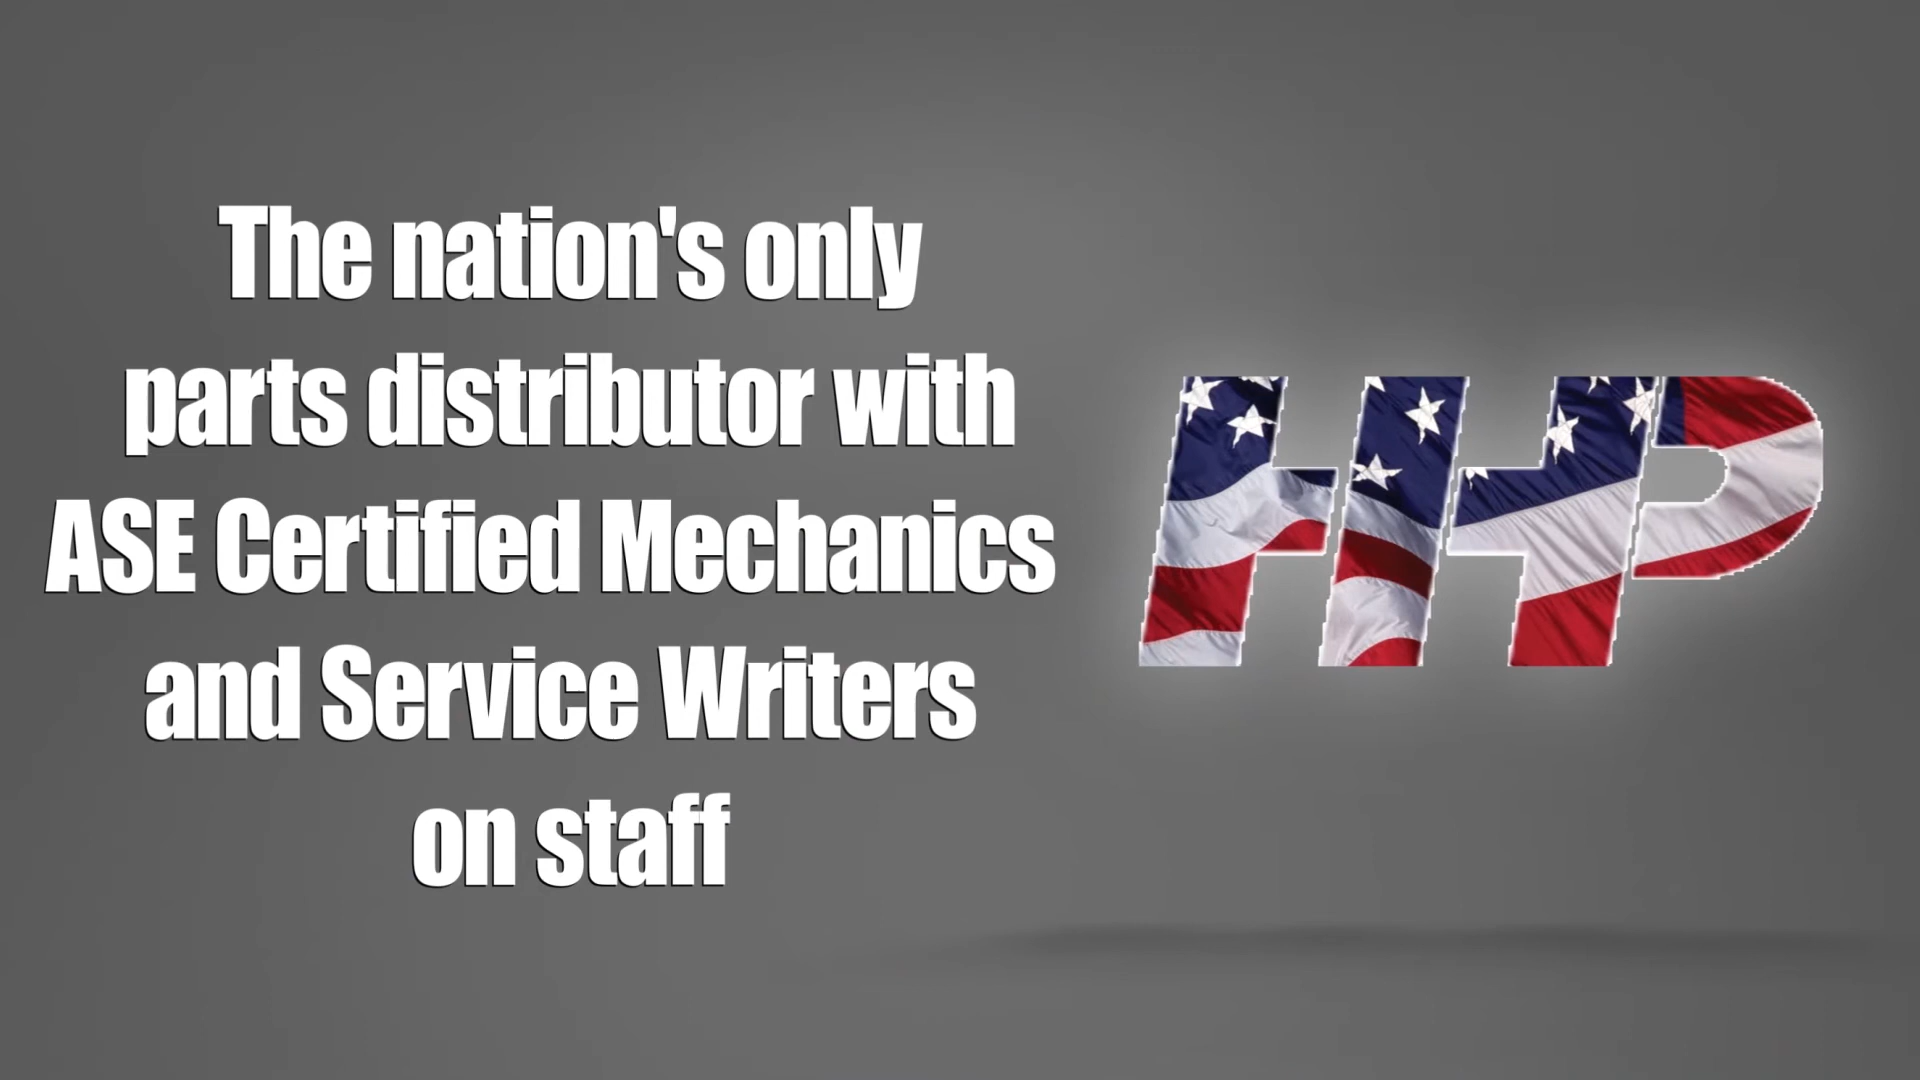 The nation's only
parts distributor with
ASE Certified Mechanics
and Service Writers
on staff
HHP